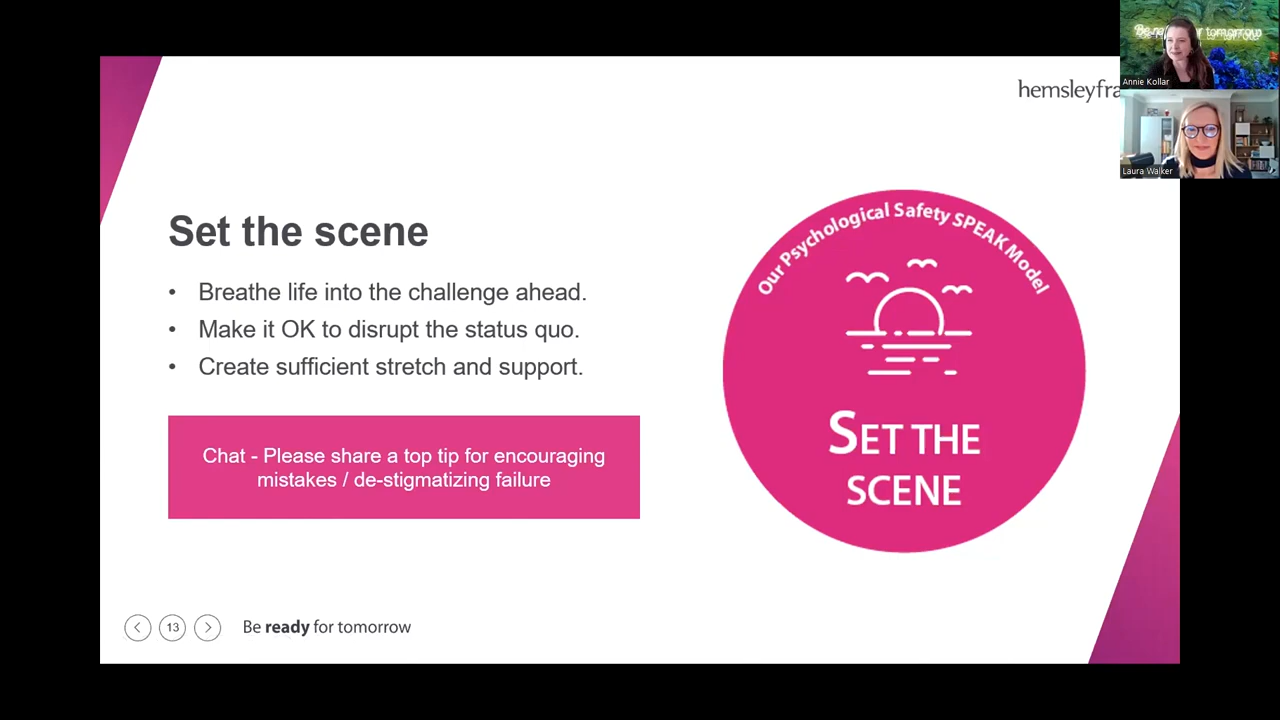 hemsleyfra
Annie Kollar
Laura Walker
Set the scene
• Breathe life into the challenge ahead.
• Make it OK to disrupt the status quo.
• Create sufficient stretch and support.
Chat - Please share a top tip for encouraging
mistakes / de-stigmatizing failure
Our Psychological Safety SPEAK Model
SET THE
SCENE
13
Be ready for tomorrow